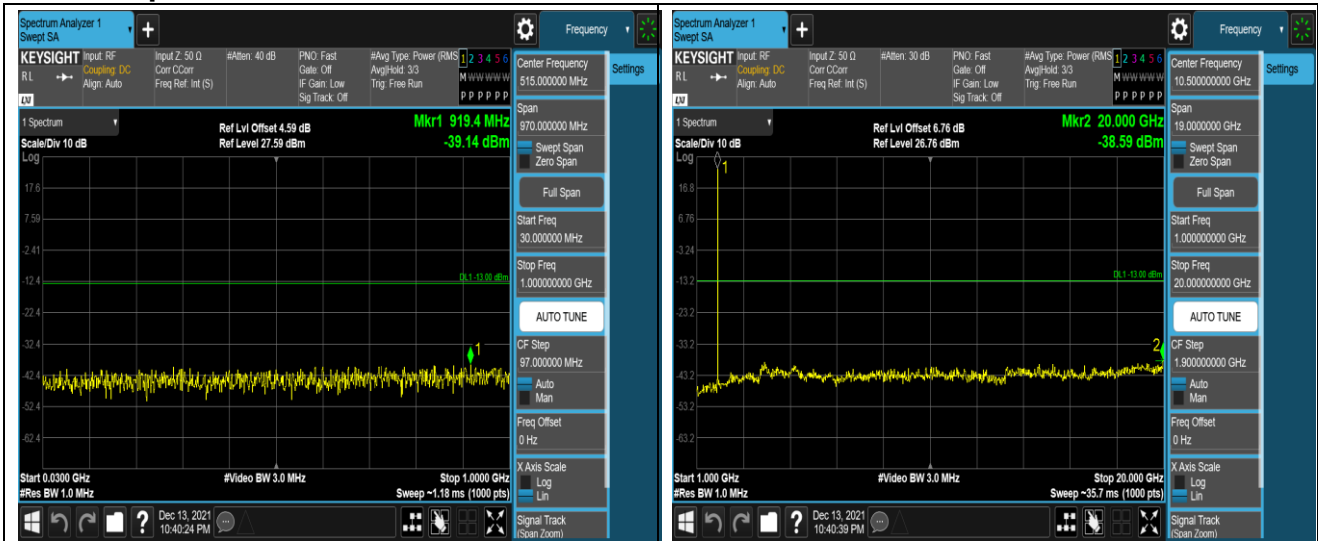 Spectrum Analyzer 1
Swept SA
Frequency
KEYSIGHT Input: RF Input Z: 50 Ω #Atten: 40 dB PNO: Fast #Avg Type: Power (RMS 1 2 3 4 5 6
RL Coupling: DC Corr CCorr Gate: Off Avg|Hold: 3/3 M W W W W W
Align: Auto Freq Ref: Int (S) IF Gain: Low Trig: Free Run
LXI Sig Track: Off P P P P P P
Center Frequency
515.000000 MHz
Settings
1 Spectrum
Ref Lvl Offset 4.59 dB
Mkr1 919.4 MHz
Scale/Div 10 dB
Ref Level 27.59 dBm
-39.14 dBm
Log
17.6
7.59
-2.41
-12.4
DL1 -13.00 dBm
-22.4
-32.4
1
-42.4
-52.4
-62.4
Start 0.0300 GHz #Video BW 3.0 MHz Stop 1.0000 GHz
#Res BW 1.0 MHz Sweep ~1.18 ms (1000 pts)
Span
970.000000 MHz
Swept Span
Zero Span
Full Span
Start Freq
30.000000 MHz
Stop Freq
1.000000000 GHz
AUTO TUNE
CF Step
97.000000 MHz
Auto
Man
Freq Offset
0 Hz
X Axis Scale
Log
Lin
Signal Track
(Span Zoom)
? Dec 13, 2021
10:40:24 PM
Spectrum Analyzer 1
Swept SA
Frequency
KEYSIGHT Input: RF Input Z: 50 Ω #Atten: 30 dB PNO: Fast #Avg Type: Power (RMS 1 2 3 4 5 6
RL Coupling: DC Corr CCorr Gate: Off Avg|Hold: 3/3 M W W W W W
Align: Auto Freq Ref: Int (S) IF Gain: Low Trig: Free Run
LXI Sig Track: Off P P P P P P
Center Frequency
10.500000000 GHz
Settings
1 Spectrum
Ref Lvl Offset 6.76 dB
Mkr2 20.000 GHz
Scale/Div 10 dB
Ref Level 26.76 dBm
-38.59 dBm
Log
1
16.8
6.76
-3.24
-13.2
DL1 -13.00 dBm
-23.2
-33.2
2
-43.2
-53.2
-63.2
Start 1.000 GHz #Video BW 3.0 MHz Stop 20.000 GHz
#Res BW 1.0 MHz Sweep ~35.7 ms (1000 pts)
Span
19.0000000 GHz
Swept Span
Zero Span
Full Span
Start Freq
1.000000000 GHz
Stop Freq
20.000000000 GHz
AUTO TUNE
CF Step
1.900000000 GHz
Auto
Man
Freq Offset
0 Hz
X Axis Scale
Log
Lin
Signal Track
(Span Zoom)
? Dec 13, 2021
10:40:39 PM